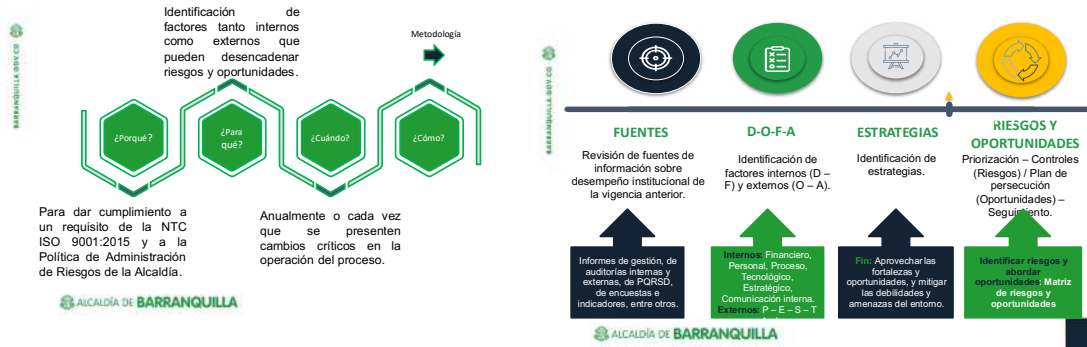 BARRANQUILLA.GOV.CO
Identificación de
factores tanto internos
como externos que
pueden desencadenar
riesgos y oportunidades.
Metodología
¿Porqué?
¿Para
qué?
¿Cuándo?
¿Cómo?
Para dar cumplimiento a
un requisito de la NTC
ISO 9001:2015 y a la
Política de Administración
de Riesgos de la Alcaldía.
Anualmente o cada vez
que se presenten
cambios críticos en la
operación del proceso.
ALCALDÍA DE BARRANQUILLA
BARRANQUILLA.GOV.CO
FUENTES
Revisión de fuentes de
información sobre
desempeño institucional de
la vigencia anterior.
Informes de gestión, de
auditorías internas y
externas, de PQRSD,
de encuestas e
indicadores, entre otros.
D-O-F-A
Identificación de
factores internos (D –
F) y externos (O – A).
Internos: Financiero,
Personal, Proceso,
Tecnológico,
Estratégico,
Comunicación interna.
Externos: P – E – S – T
ESTRATEGIAS
Identificación de
estrategias.
Fin: Aprovechar las
fortalezas y
oportunidades, y mitigar
las debilidades y
amenazas del entorno.
RIESGOS Y
OPORTUNIDADES
Priorización – Controles
(Riesgos) / Plan de
persecución
(Oportunidades) –
Seguimiento.
Identificar riesgos y
abordar
oportunidades: Matriz
de riesgos y
oportunidades
ALCALDÍA DE BARRANQUILLA